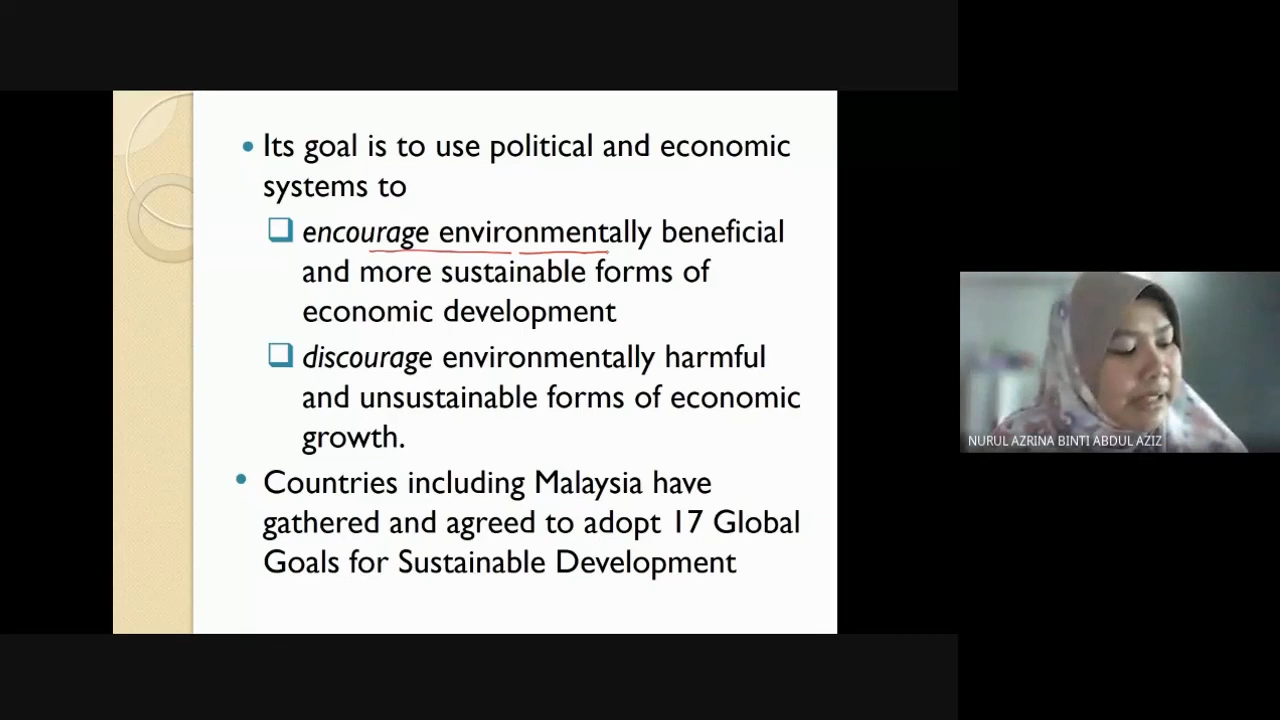 • Its goal is to use political and economic
systems to
❑ encourage environmentally beneficial
and more sustainable forms of
economic development
❑ discourage environmentally harmful
and unsustainable forms of economic
growth.
• Countries including Malaysia have
gathered and agreed to adopt 17 Global
Goals for Sustainable Development
NURUL AZRINA BINTI ABDUL AZIZ